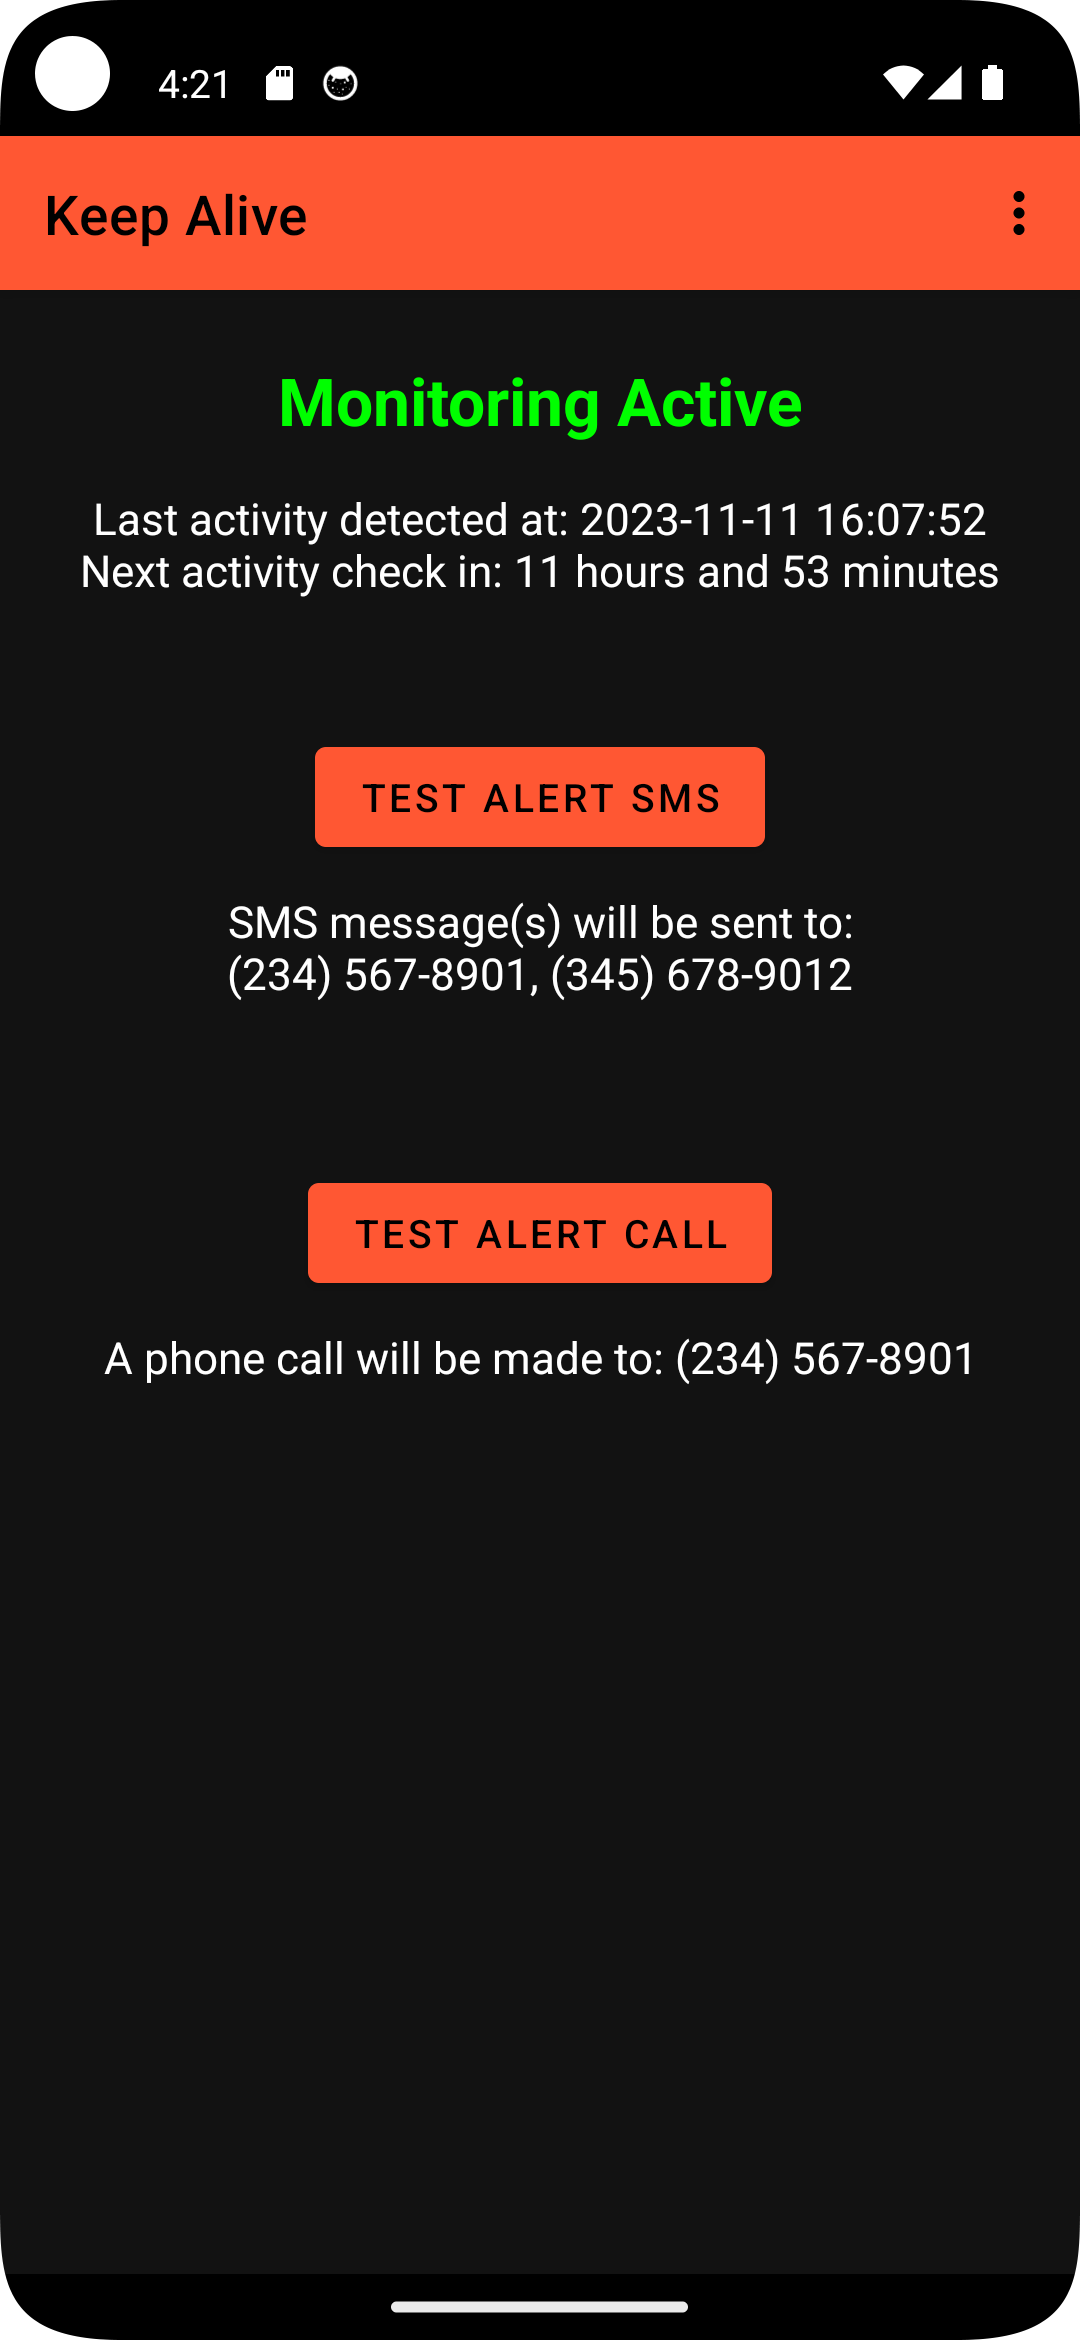 4:21
Keep Alive
Monitoring Active
Last activity detected at: 2023-11-11 16:07:52
Next activity check in: 11 hours and 53 minutes
TEST ALERT SMS
SMS message(s) will be sent to:
(234) 567-8901, (345) 678-9012
TEST ALERT CALL
A phone call will be made to: (234) 567-8901